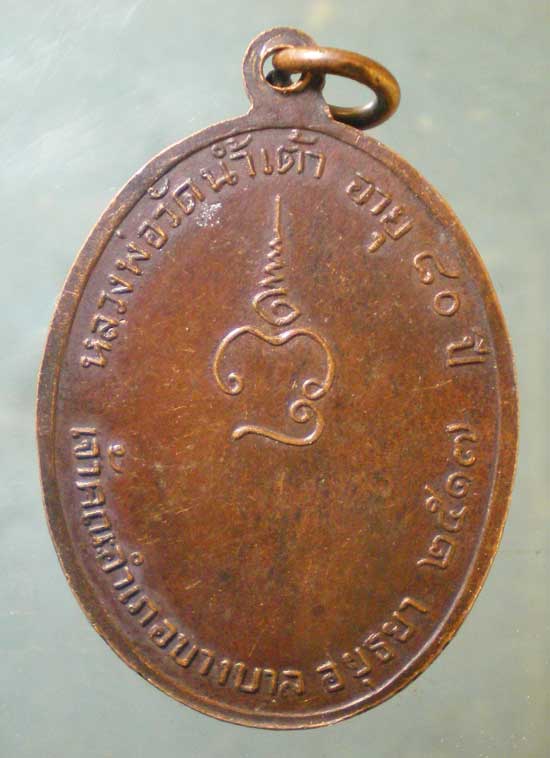 หลวงพ่อวัดน้ำเต้า อายุ ๘๐ ปี
เจ้าคณะอำเภอบางบาล อยุธยา ๒๕๑๗